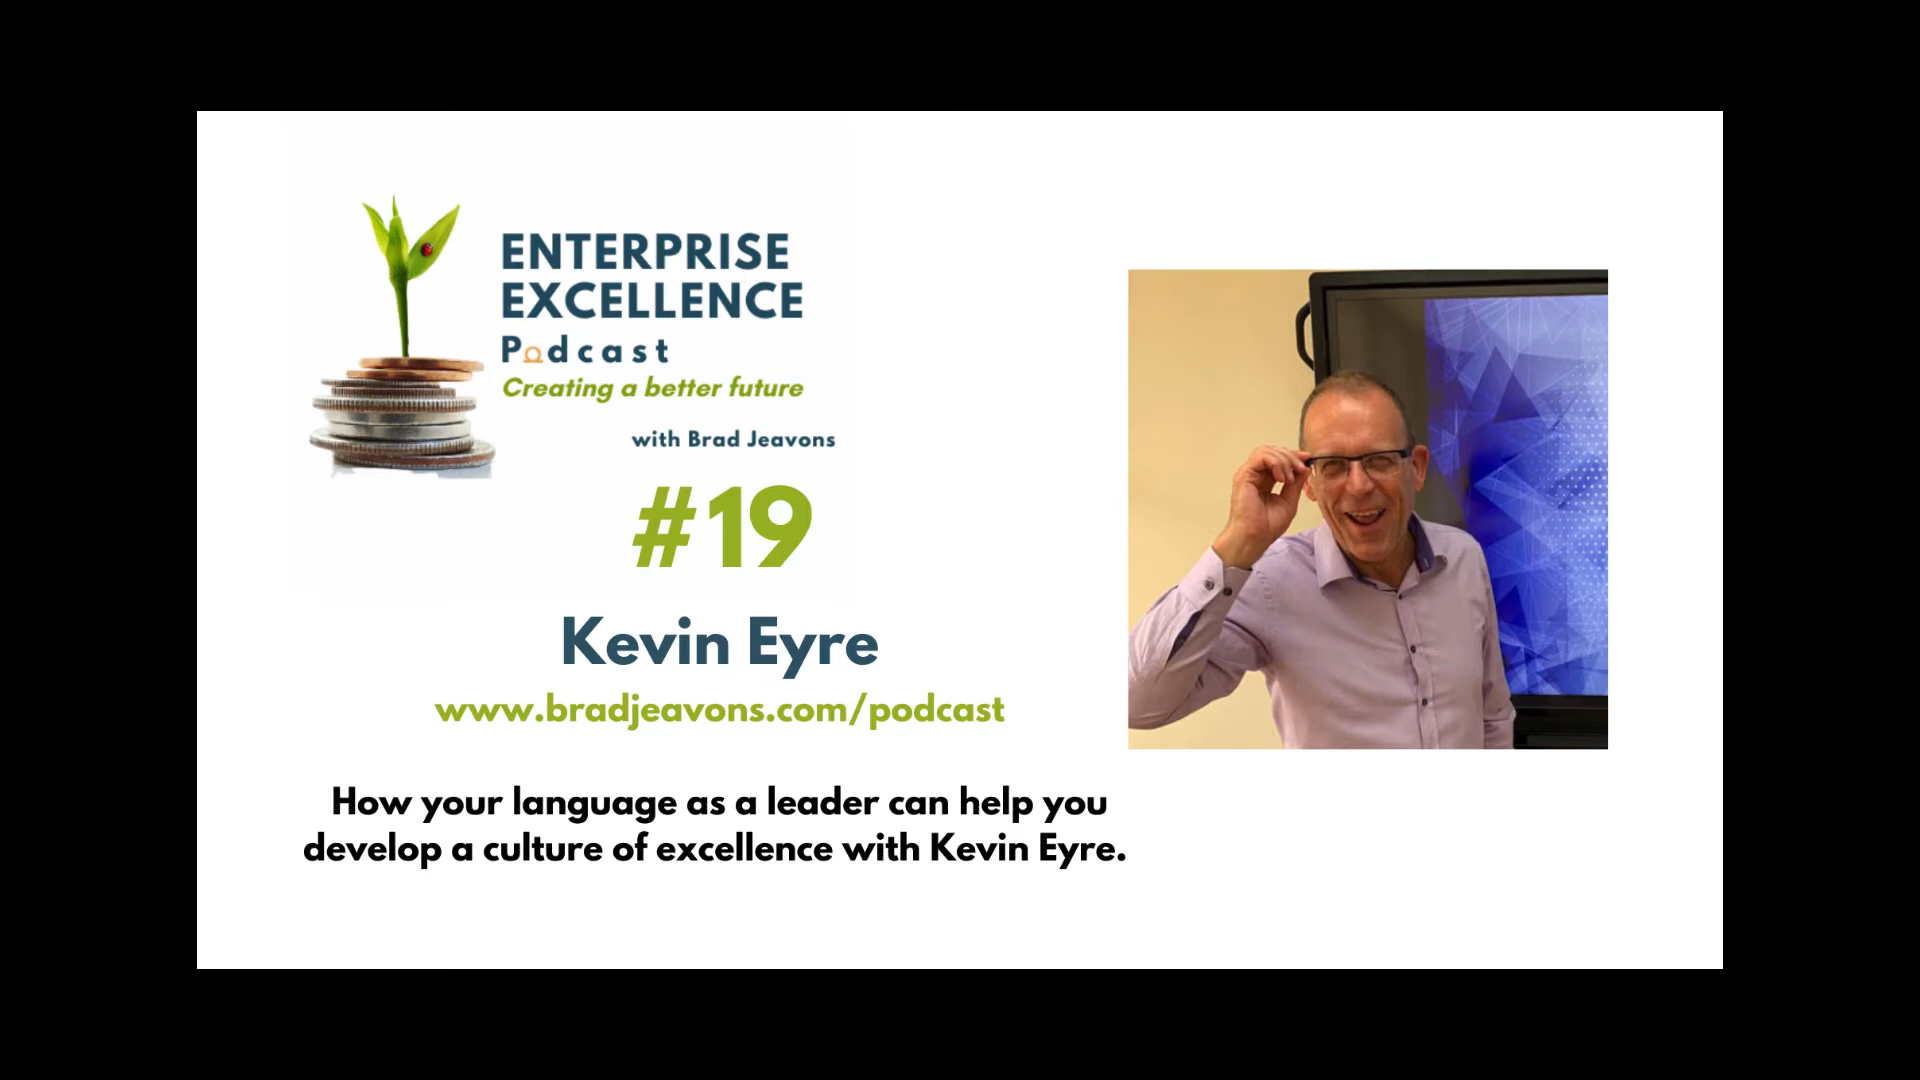 ENTERPRISE
EXCELLENCE
Podcast
Creating a better future
with Brad Jeavons
#19
Kevin Eyre
www.bradjeavons.com/podcast
How your language as a leader can help you
develop a culture of excellence with Kevin Eyre.